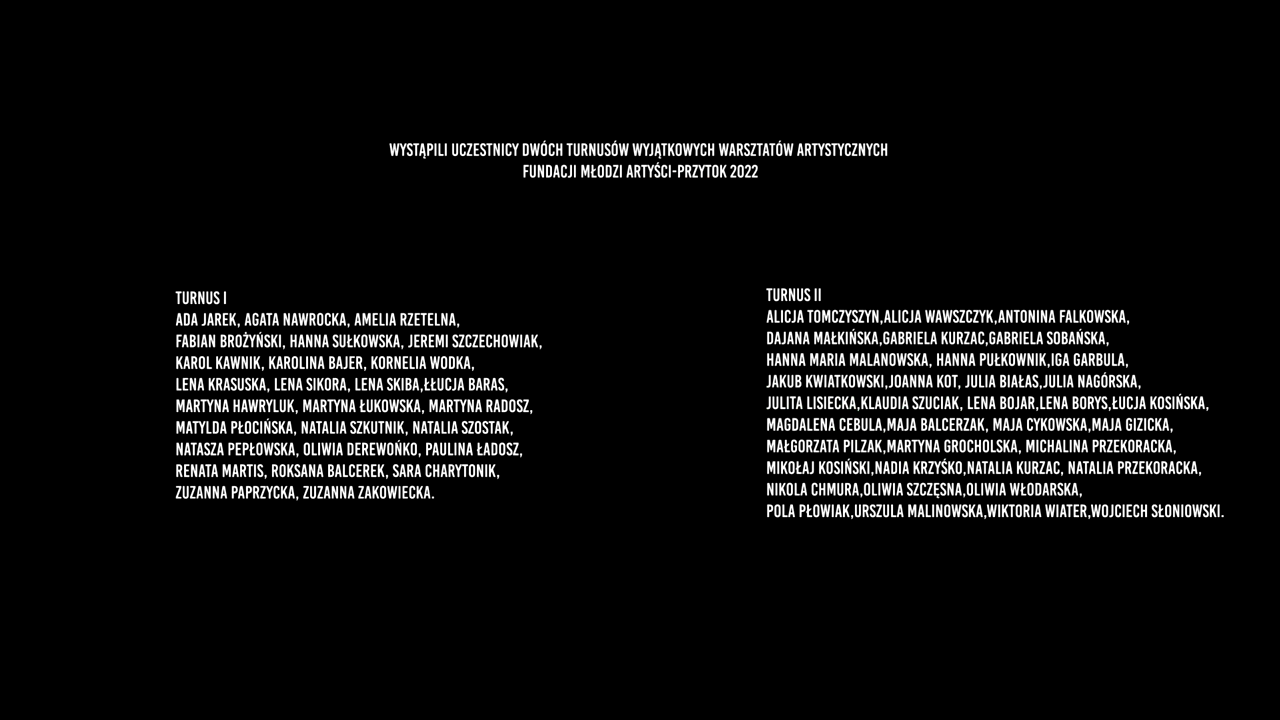 WYSTĄPILI UCZESTNICY DWÓCH TURNUSÓW WYJĄTKOWYCH WARSZTATÓW ARTYSTYCZNYCH
FUNDACJI MŁODZI ARTYŚCI-PRZYTOK 2022
TURNUS I
ADA JAREK, AGATA NAWROCKA, AMELIA RZETELNA,
FABIAN BROŻYŃSKI, HANNA SUŁKOWSKA, JEREMI SZCZECHOWIAK,
KAROL KAWNIK, KAROLINA BAJER, KORNELIA WODKA,
LENA KRASUSKA, LENA SIKORA, LENA SKIBA,ŁŁUCJA BARAS,
MARTYNA HAWRYLUK, MARTYNA ŁUKOWSKA, MARTYNA RADOSZ,
MATYLDA PŁOCIŃSKA, NATALIA SZKUTNIK, NATALIA SZOSTAK,
NATASZA PEPŁOWSKA, OLIWIA DEREWOŃKO, PAULINA ŁADOSZ,
RENATA MARTIS, ROKSANA BALCEREK, SARA CHARYTONIK,
ZUZANNA PAPRZYCKA, ZUZANNA ZAKOWIECKA.
TURNUS II
ALICJA TOMCZYSZYN,ALICJA WAWSZCZYK,ANTONINA FALKOWSKA,
DAJANA MAŁKIŃSKA,GABRIELA KURZAC,GABRIELA SOBAŃSKA,
HANNA MARIA MALANOWSKA, HANNA PUŁKOWNIK,IGA GARBULA,
JAKUB KWIATKOWSKI,JOANNA KOT, JULIA BIAŁAS,JULIA NAGÓRSKA,
JULITA LISIECKA,KLAUDIA SZUCIAK, LENA BOJAR,LENA BORYS,ŁUCJA KOSIŃSKA,
MAGDALENA CEBULA,MAJA BALCERZAK, MAJA CYKOWSKA,MAJA GIZICKA,
MAŁGORZATA PILZAK,MARTYNA GROCHOLSKA, MICHALINA PRZEKORACKA,
MIKOŁAJ KOSIŃSKI,NADIA KRZYŚKO,NATALIA KURZAC, NATALIA PRZEKORACKA,
NIKOLA CHMURA,OLIWIA SZCZĘSNA,OLIWIA WŁODARSKA,
POLA PŁOWIAK,URSZULA MALINOWSKA,WIKTORIA WIATER,WOJCIECH SŁONIOWSKI.